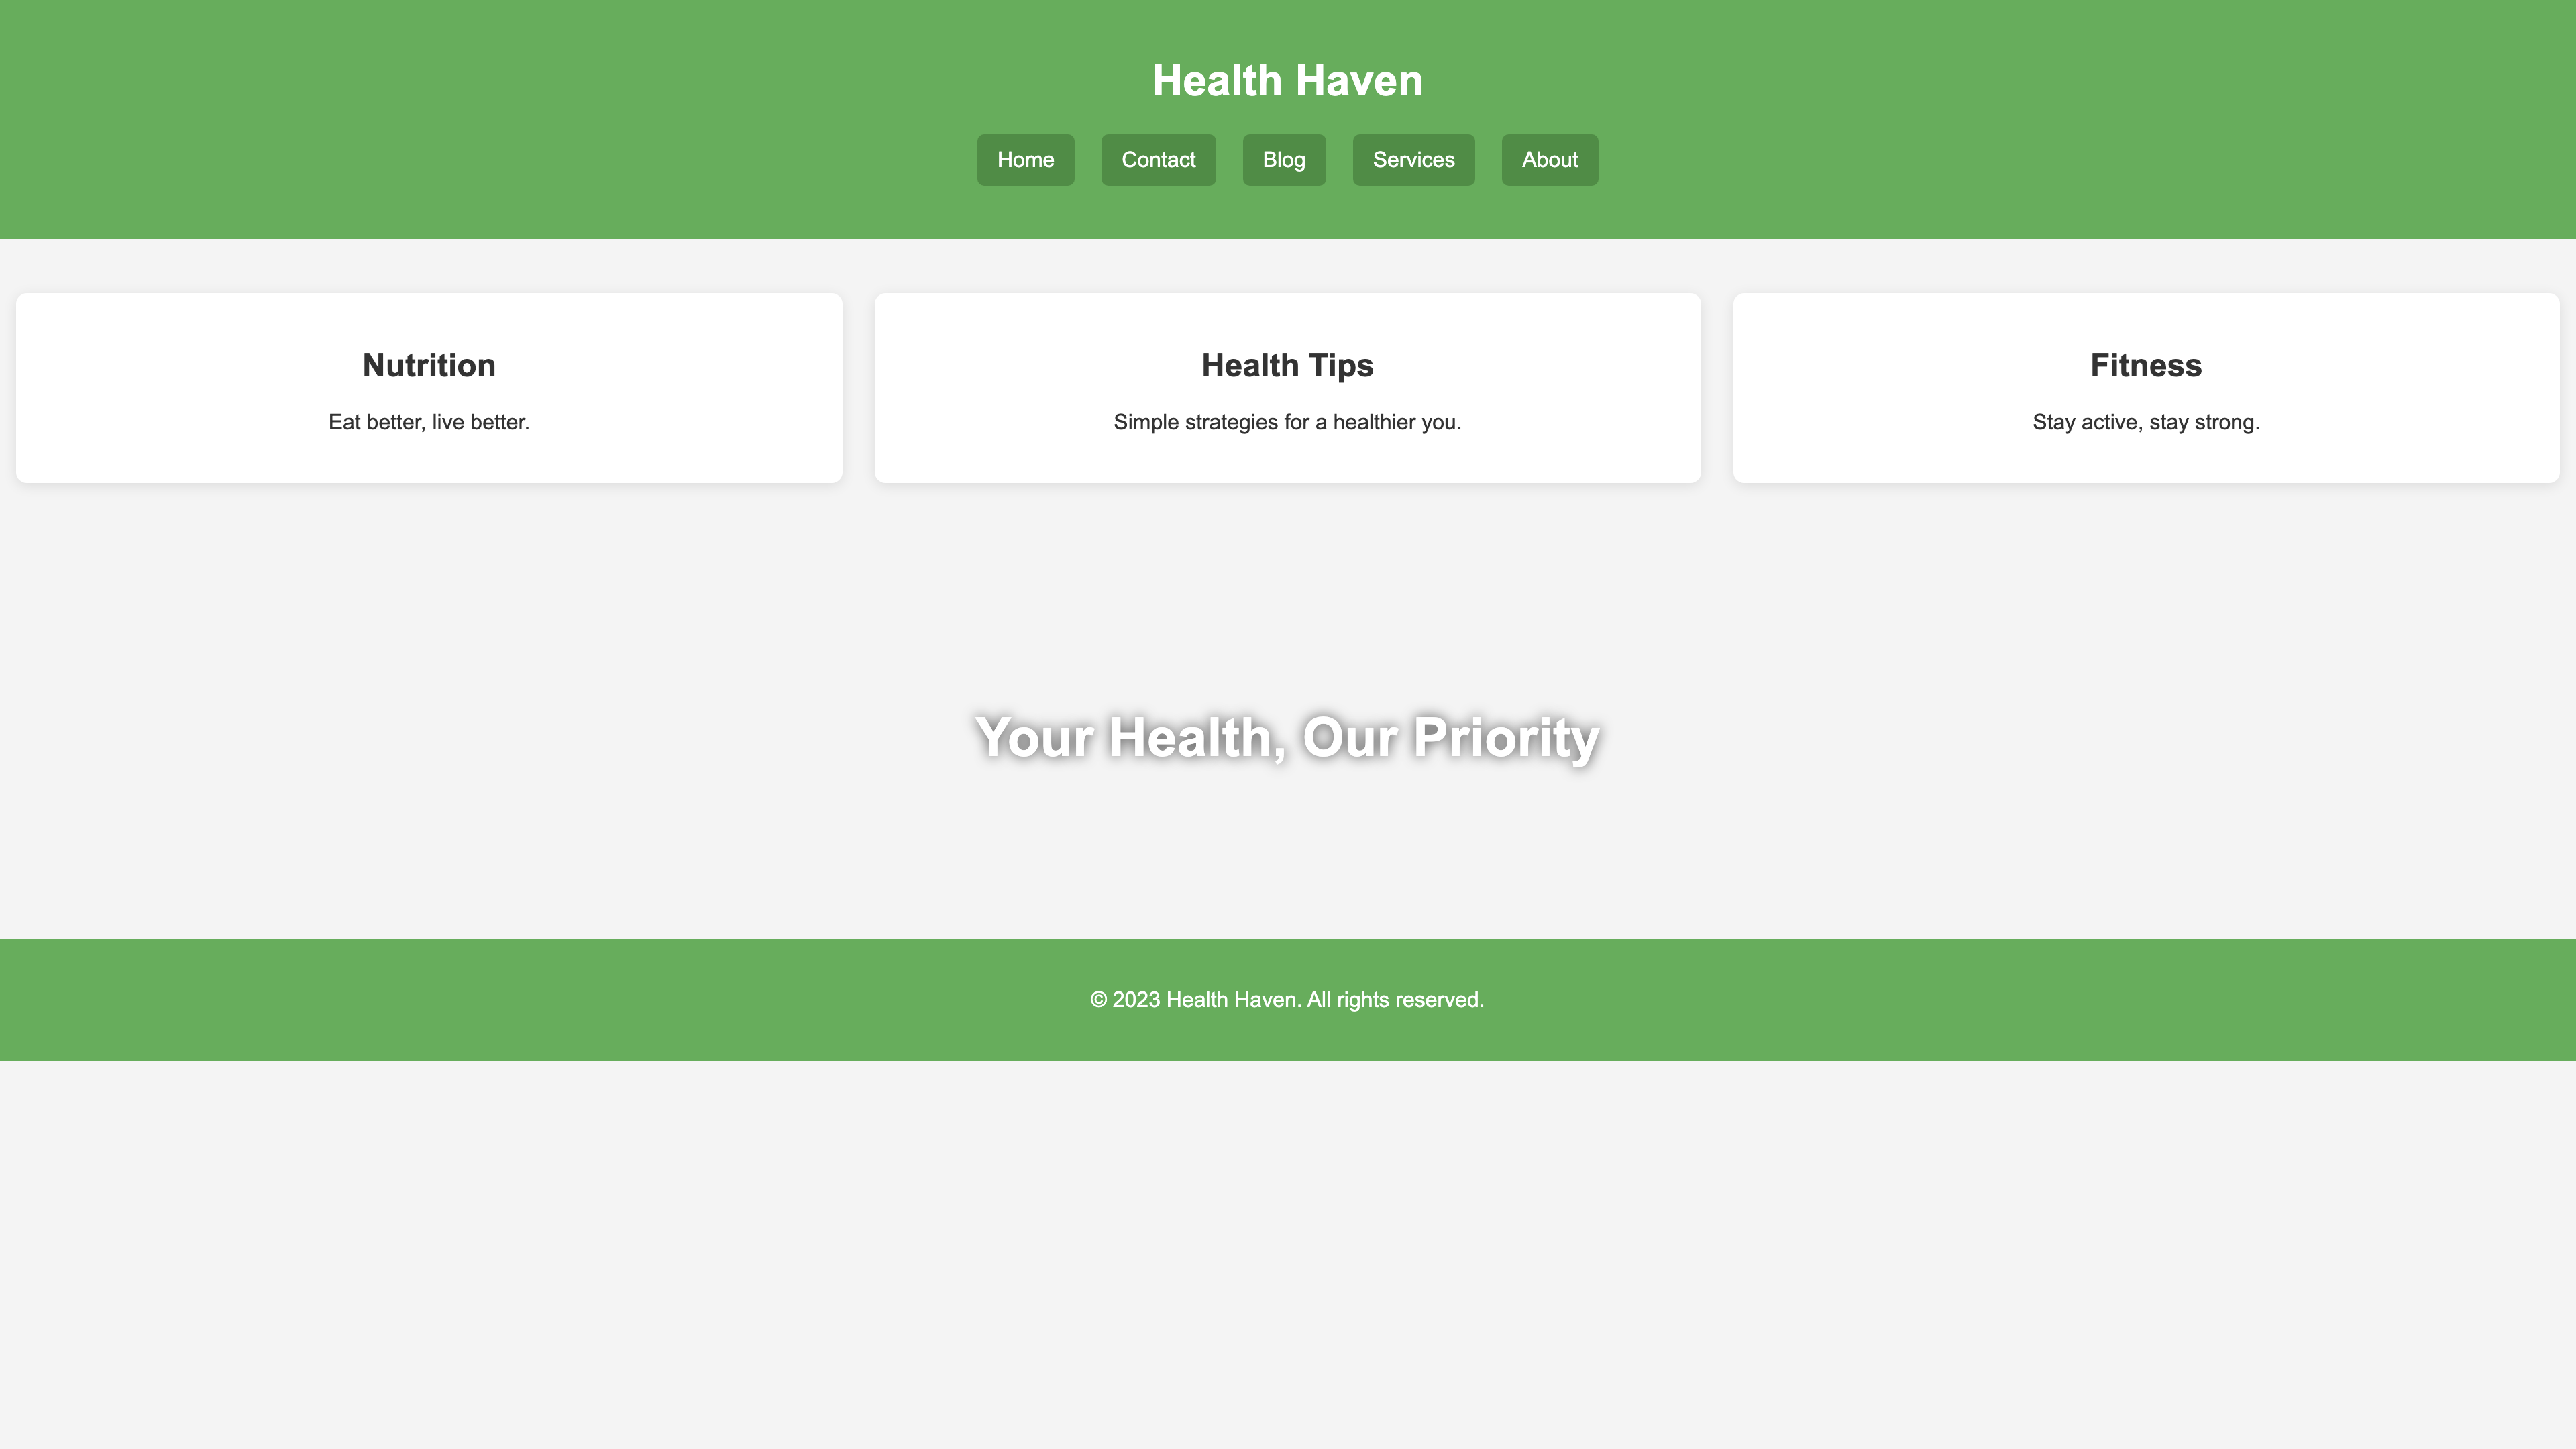 Health Haven
Home Contact Blog Services About
Nutrition
Eat better, live better.
Health Tips
Simple strategies for a healthier you.
Fitness
Stay active, stay strong.
Your Health, Our Priority
© 2023 Health Haven. All rights reserved.